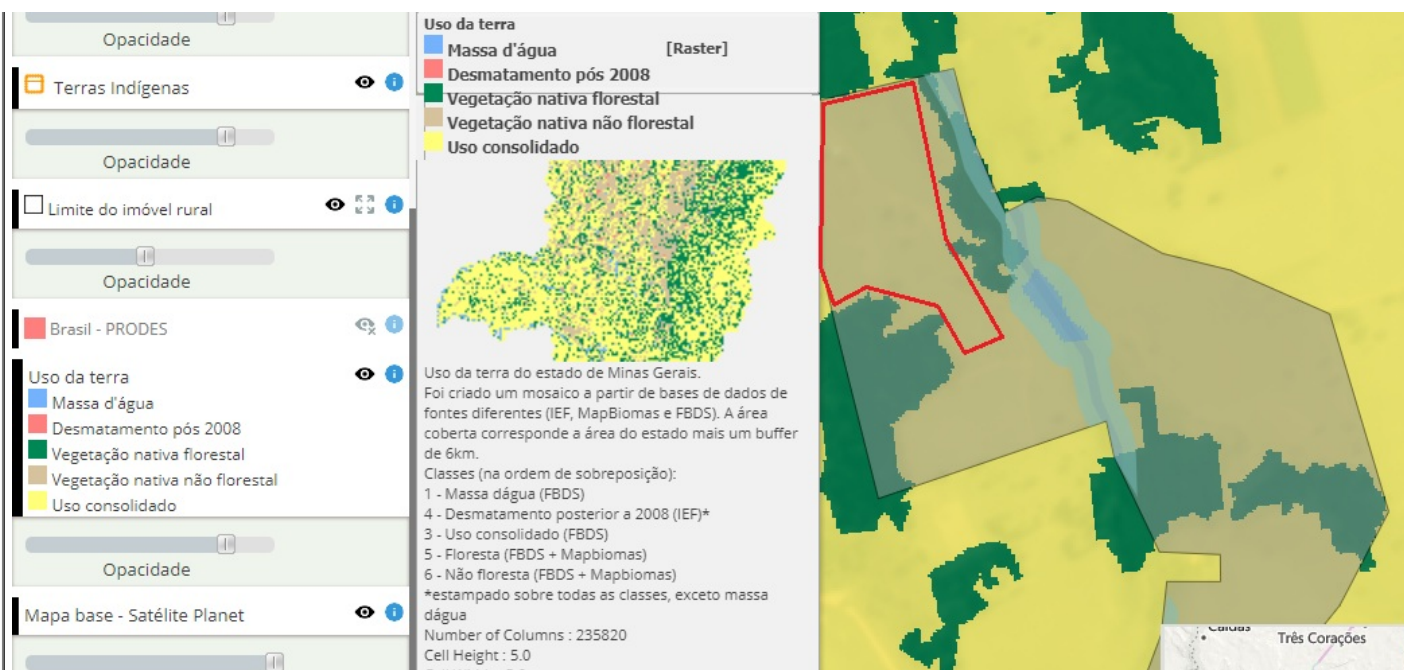 Opacidade
Terras Indígenas
Opacidade
Limite do imóvel rural
Opacidade
Brasil - PRODES
Uso da terra
Massa d'água
Desmatamento pós 2008
Vegetação nativa florestal
Vegetação nativa não florestal
Uso consolidado
Opacidade
Mapa base - Satélite Planet
Uso da terra
Massa d'água [Raster]
Desmatamento pós 2008
Vegetação nativa florestal
Vegetação nativa não florestal
Uso consolidado
Uso da terra do estado de Minas Gerais.
Foi criado um mosaico a partir de bases de dados de
fontes diferentes (IEF, MapBiomas e FBDS). A área
coberta corresponde a área do estado mais um buffer
de 6km.
Classes (na ordem de sobreposição):
1 - Massa dágua (FBDS)
4 - Desmatamento posterior a 2008 (IEF)*
3 - Uso consolidado (FBDS)
5 - Floresta (FBDS + Mapbiomas)
6 - Não floresta (FBDS + Mapbiomas)
*estampado sobre todas as classes, exceto massa
dágua
Number of Columns : 235820
Cell Height : 5.0
Caldas
Três Corações